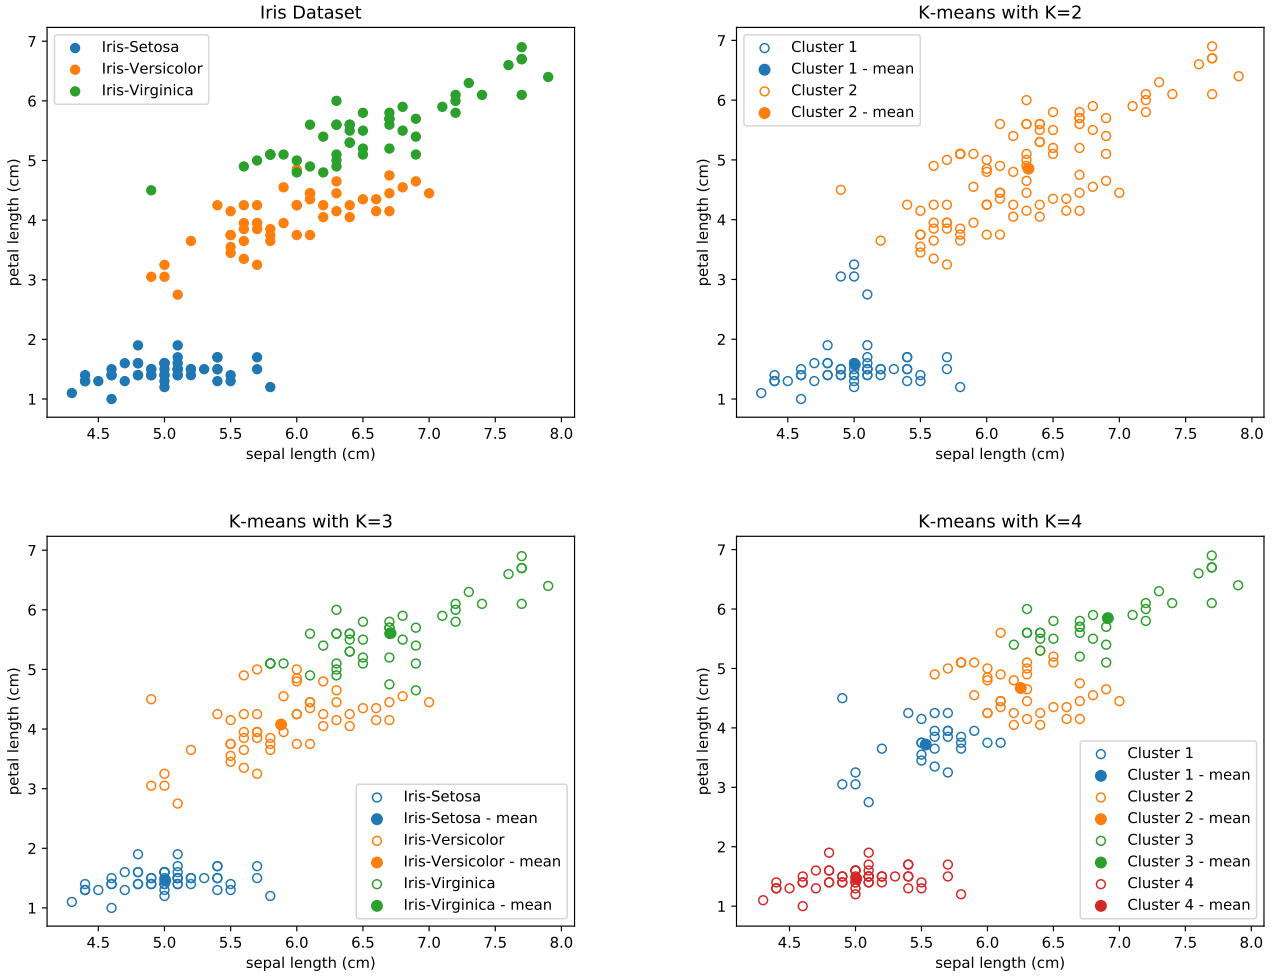 Iris Dataset
Iris-Setosa
Iris-Versicolor
Iris-Virginica
petal length (cm)
7
6
5
4
3
2
1
4.5 5.0 5.5 6.0 6.5 7.0 7.5 8.0
sepal length (cm)
K-means with K=2
Cluster 1
Cluster 1 - mean
Cluster 2
Cluster 2 - mean
petal length (cm)
7
6
5
4
3
2
1
4.5 5.0 5.5 6.0 6.5 7.0 7.5 8.0
sepal length (cm)
K-means with K=3
petal length (cm)
7
6
5
4
3
2
1
Iris-Setosa
Iris-Setosa - mean
Iris-Versicolor
Iris-Versicolor - mean
Iris-Virginica
Iris-Virginica - mean
4.5 5.0 5.5 6.0 6.5 7.0 7.5 8.0
sepal length (cm)
K-means with K=4
petal length (cm)
7
6
5
4
3
2
1
Cluster 1
Cluster 1 - mean
Cluster 2
Cluster 2 - mean
Cluster 3
Cluster 3 - mean
Cluster 4
Cluster 4 - mean
4.5 5.0 5.5 6.0 6.5 7.0 7.5 8.0
sepal length (cm)